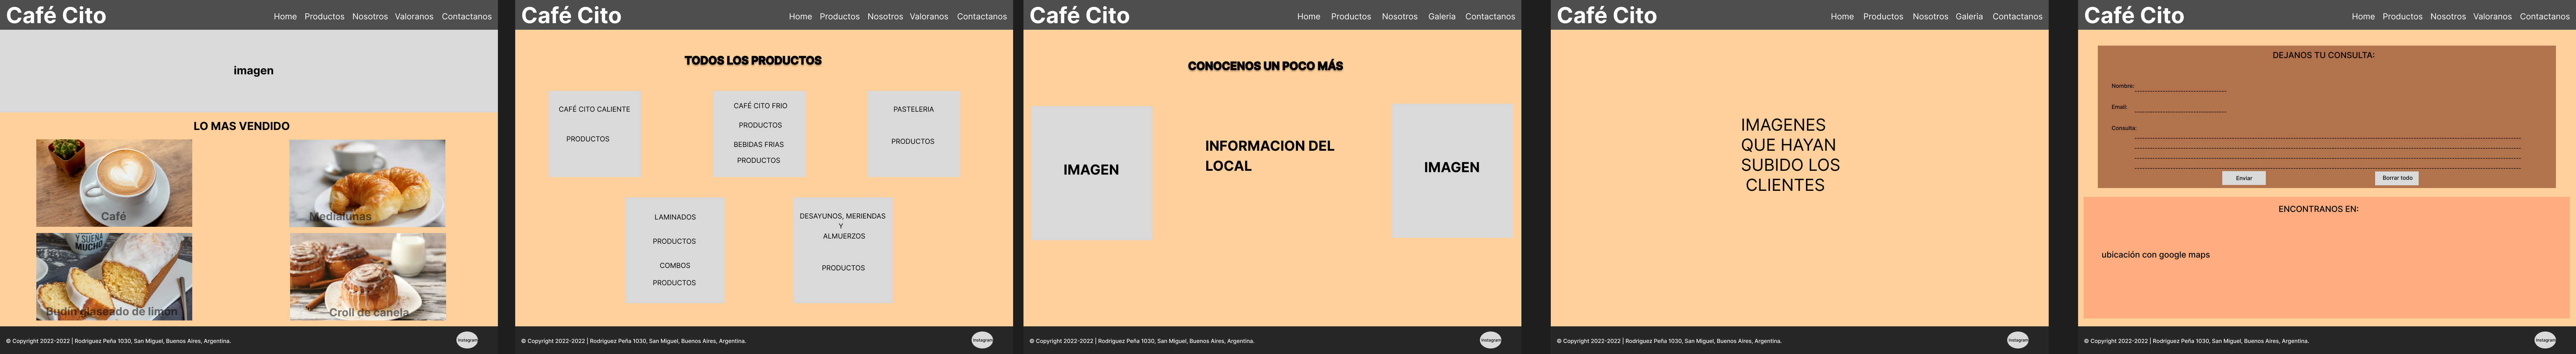 Café Cito
Home Productos Nosotros Valoranos Contactanos
imagen
LO MAS VENDIDO
Café
Medialunas
Y SUENA
MUCHO
Budin glaseado de limon
Croll de canela
© Copyright 2022-2022 | Rodriguez Peña 1030, San Miguel, Buenos Aires, Argentina.
Instagram
Café Cito
Home Productos Nosotros Valoranos Contactanos
TODOS LOS PRODUCTOS
CAFÉ CITO CALIENTE
PRODUCTOS
CAFÉ CITO FRIO
PRODUCTOS
BEBIDAS FRIAS
PRODUCTOS
PASTELERIA
PRODUCTOS
LAMINADOS
PRODUCTOS
COMBOS
PRODUCTOS
DESAYUNOS, MERIENDAS
Y
ALMUERZOS
PRODUCTOS
© Copyright 2022-2022 | Rodriguez Peña 1030, San Miguel, Buenos Aires, Argentina.
Instagram
Café Cito
Home Productos Nosotros Galeria Contactanos
CONOCENOS UN POCO MÁS
IMAGEN
INFORMACION DEL
LOCAL
IMAGEN
© Copyright 2022-2022 | Rodriguez Peña 1030, San Miguel, Buenos Aires, Argentina.
Instagram
Café Cito
Home Productos Nosotros Galeria Contactanos
IMAGENES
QUE HAYAN
SUBIDO LOS
CLIENTES
© Copyright 2022-2022 | Rodriguez Peña 1030, San Miguel, Buenos Aires, Argentina.
Instagram
Café Cito
Home Productos Nosotros Valoranos Contactanos
DEJANOS TU CONSULTA:
Nombre:
Email:
Consulta:
Enviar Borrar todo
ENCONTRANOS EN:
ubicación con google maps
© Copyright 2022-2022 | Rodriguez Peña 1030, San Miguel, Buenos Aires, Argentina.
Instagram